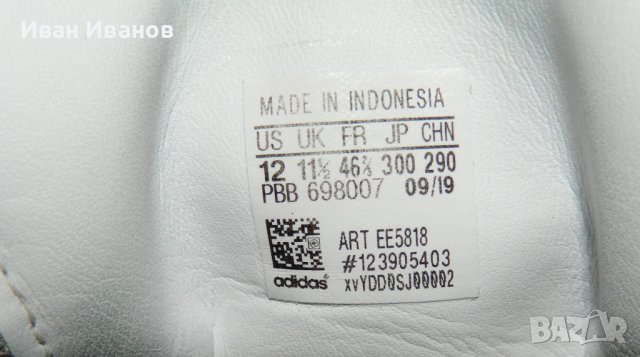 Иван Иванов
MADE IN INDONESIA
US UK FR JP CHN
12 11½ 46⅔ 300 290
PBB 698007 09/19
ART EE5818
#123905403
adidas® xvYDD0SJ00002
BAZAR